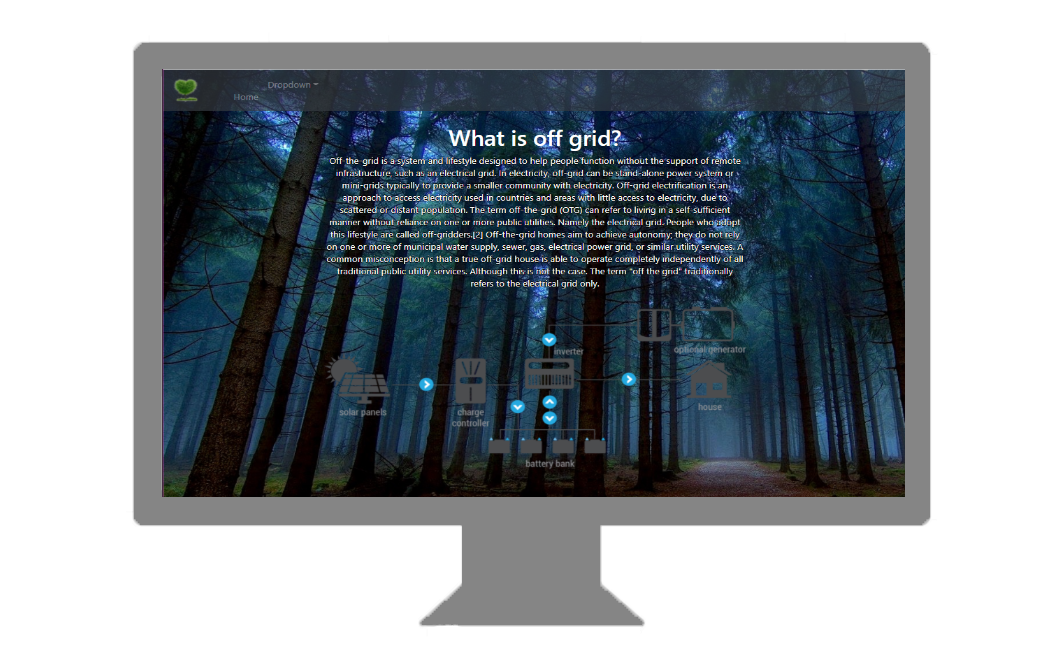 Dropdown
Home
What is off grid?
Off-the-grid is a system and lifestyle designed to help people function without the support of remote
infrastructure, such as an electrical grid. In electricity, off-grid can be stand-alone power system or
mini-grids typically to provide a smaller community with electricity. Off-grid electrification is an
approach to access electricity used in countries and areas with little access to electricity, due to
scattered or distant population. The term off-the-grid (OTG) can refer to living in a self-sufficient
manner without reliance on one or more public utilities. Namely the electrical grid. People who adopt
this lifestyle are called off-gridders.[2] Off-the-grid homes aim to achieve autonomy; they do not rely
on one or more of municipal water supply, sewer, gas, electrical power grid, or similar utility services. A
common misconception is that a true off-grid house is able to operate completely independently of all
traditional public utility services. Although this is not the case. The term "off the grid" traditionally
refers to the electrical grid only.
optional generator
inverter
solar panels
charge
controller
house
battery bank